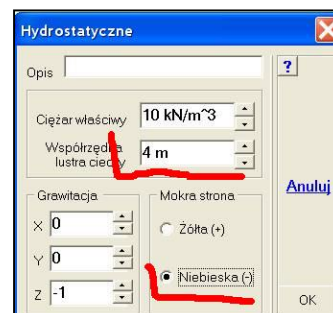 Hydrostatyczne
Opis
?
Ciężar właściwy 10 kN/m^3
Współrzędna lustra cieczy 4 m
Anuluj
Grawitacja
Mokra strona
X 0
Żółta (+)
Y 0
Niebieska (-)
Z -1
OK